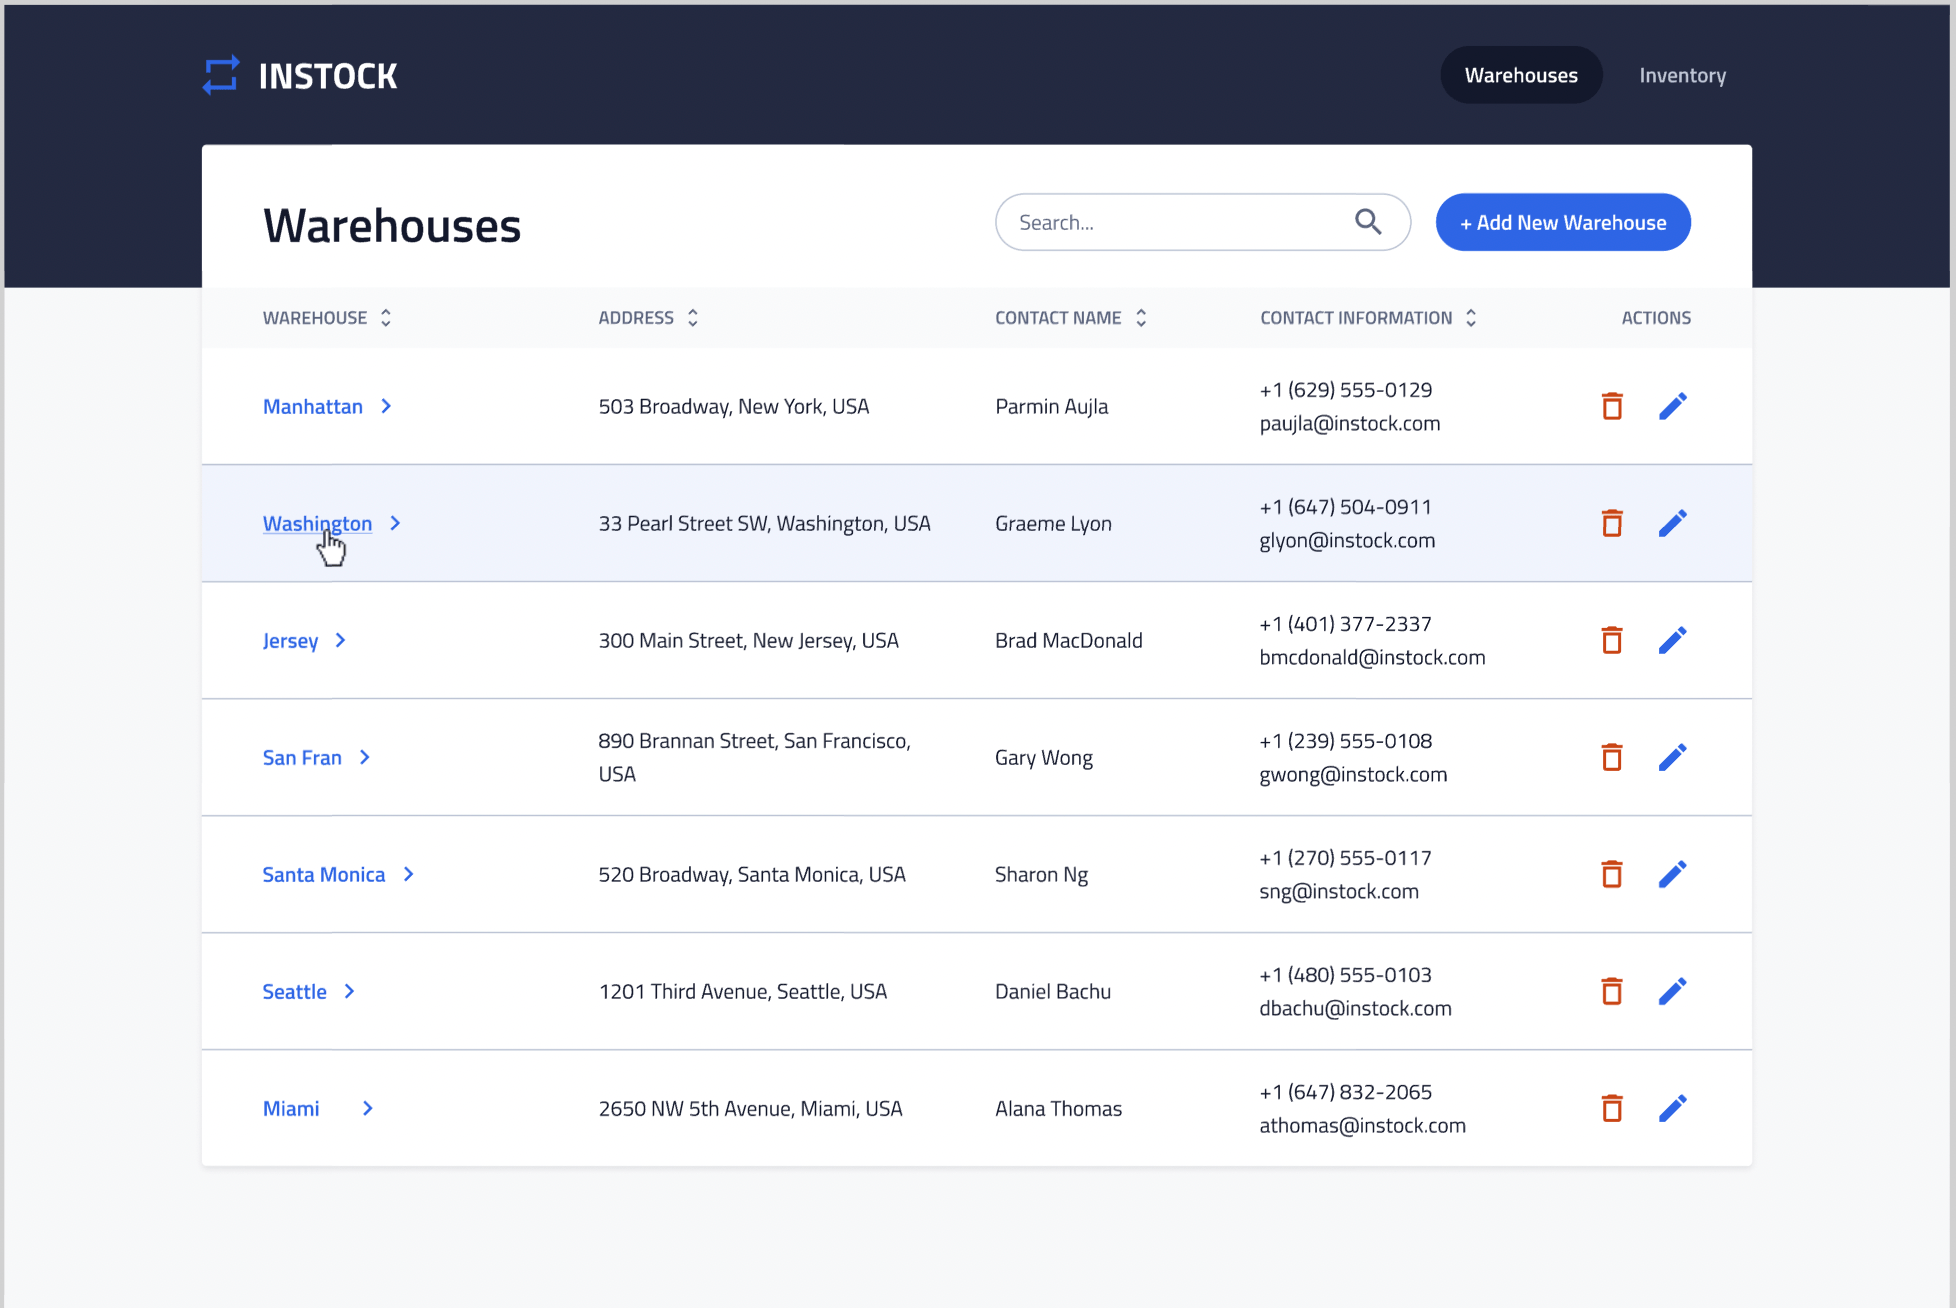 INSTOCK
Warehouses
Inventory
Warehouses
Search...
+ Add New Warehouse
WAREHOUSE
ADDRESS
CONTACT NAME
CONTACT INFORMATION
ACTIONS
Manhattan
503 Broadway, New York, USA
Parmin Aujla
+1 (629) 555-0129
paujla@instock.com
Washington
33 Pearl Street SW, Washington, USA
Graeme Lyon
+1 (647) 504-0911
glyon@instock.com
Jersey
300 Main Street, New Jersey, USA
Brad MacDonald
+1 (401) 377-2337
bmcdonald@instock.com
San Fran
890 Brannan Street, San Francisco,
USA
Gary Wong
+1 (239) 555-0108
gwong@instock.com
Santa Monica
520 Broadway, Santa Monica, USA
Sharon Ng
+1 (270) 555-0117
sng@instock.com
Seattle
1201 Third Avenue, Seattle, USA
Daniel Bachu
+1 (480) 555-0103
dbachu@instock.com
Miami
2650 NW 5th Avenue, Miami, USA
Alana Thomas
+1 (647) 832-2065
athomas@instock.com